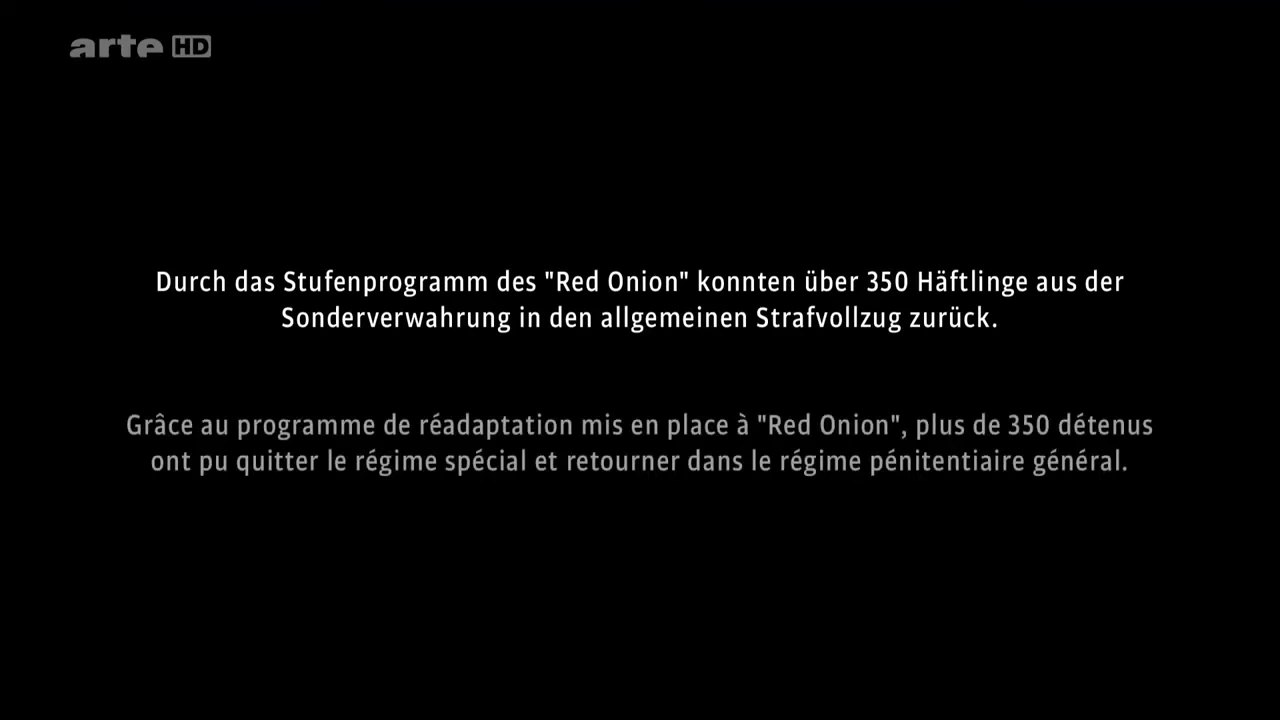 arte HD
Durch das Stufenprogramm des "Red Onion" konnten über 350 Häftlinge aus der
Sonderverwahrung in den allgemeinen Strafvollzug zurück.
Grâce au programme de réadaptation mis en place à "Red Onion", plus de 350 détenus
ont pu quitter le régime spécial et retourner dans le régime pénitentiaire général.